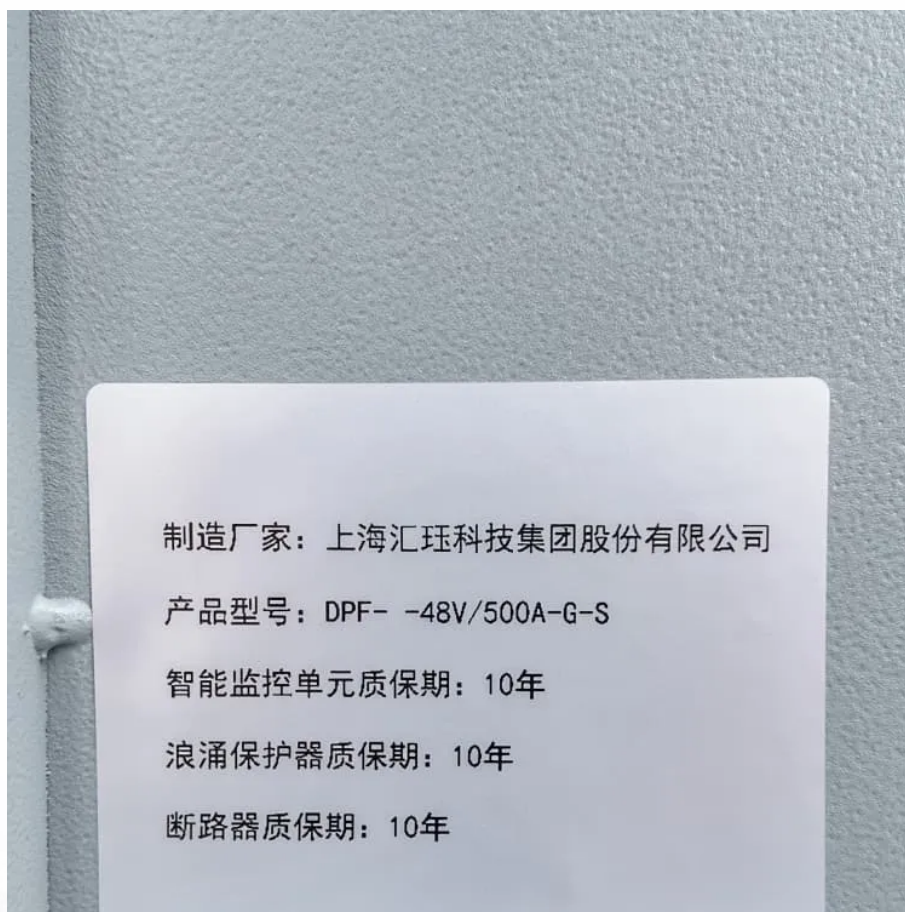 制造厂家：上海汇珏科技集团股份有限公司
产品型号：DPF- -48V/500A-G-S
智能监控单元质保期：10年
浪涌保护器质保期：10年
断路器质保期：10年